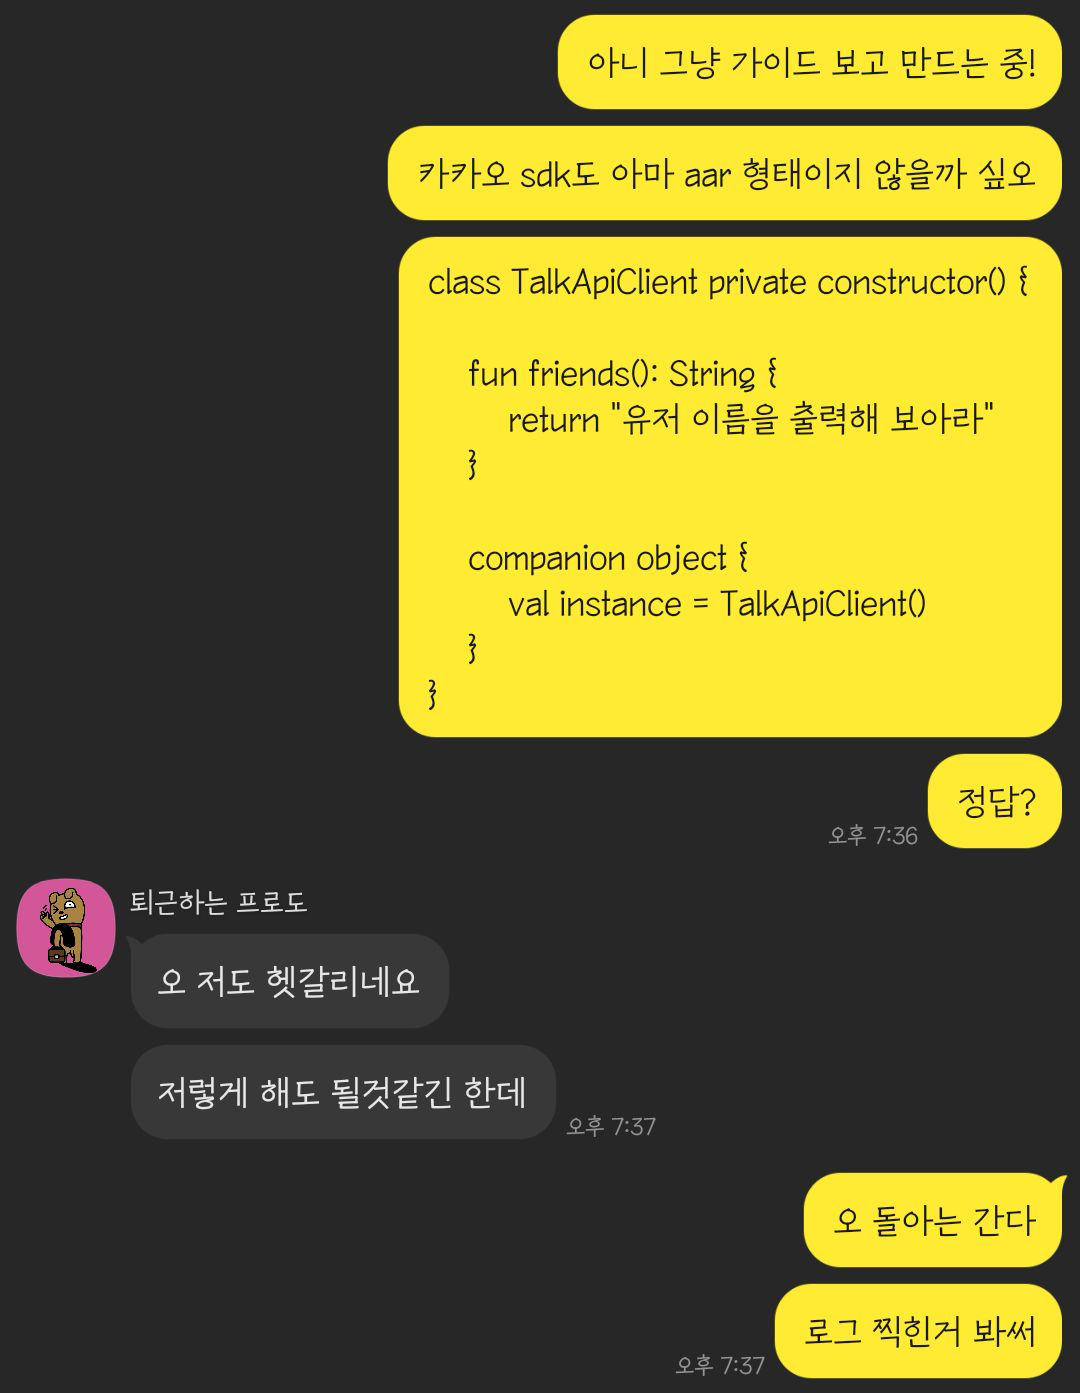 아니 그냥 가이드 보고 만드는 중!
카카오 sdk도 아마 aar 형태이지 않을까 싶오
class TalkApiClient private constructor() {
fun friends(): String {
return "유저 이름을 출력해 보아라"
}
companion object {
val instance = TalkApiClient()
}
}
정답?
오후 7:36
퇴근하는 프로도
오 저도 헷갈리네요
저렇게 해도 될것같긴 한데
오후 7:37
오 돌아는 간다
로그 찍힌거 봐써
오후 7:37